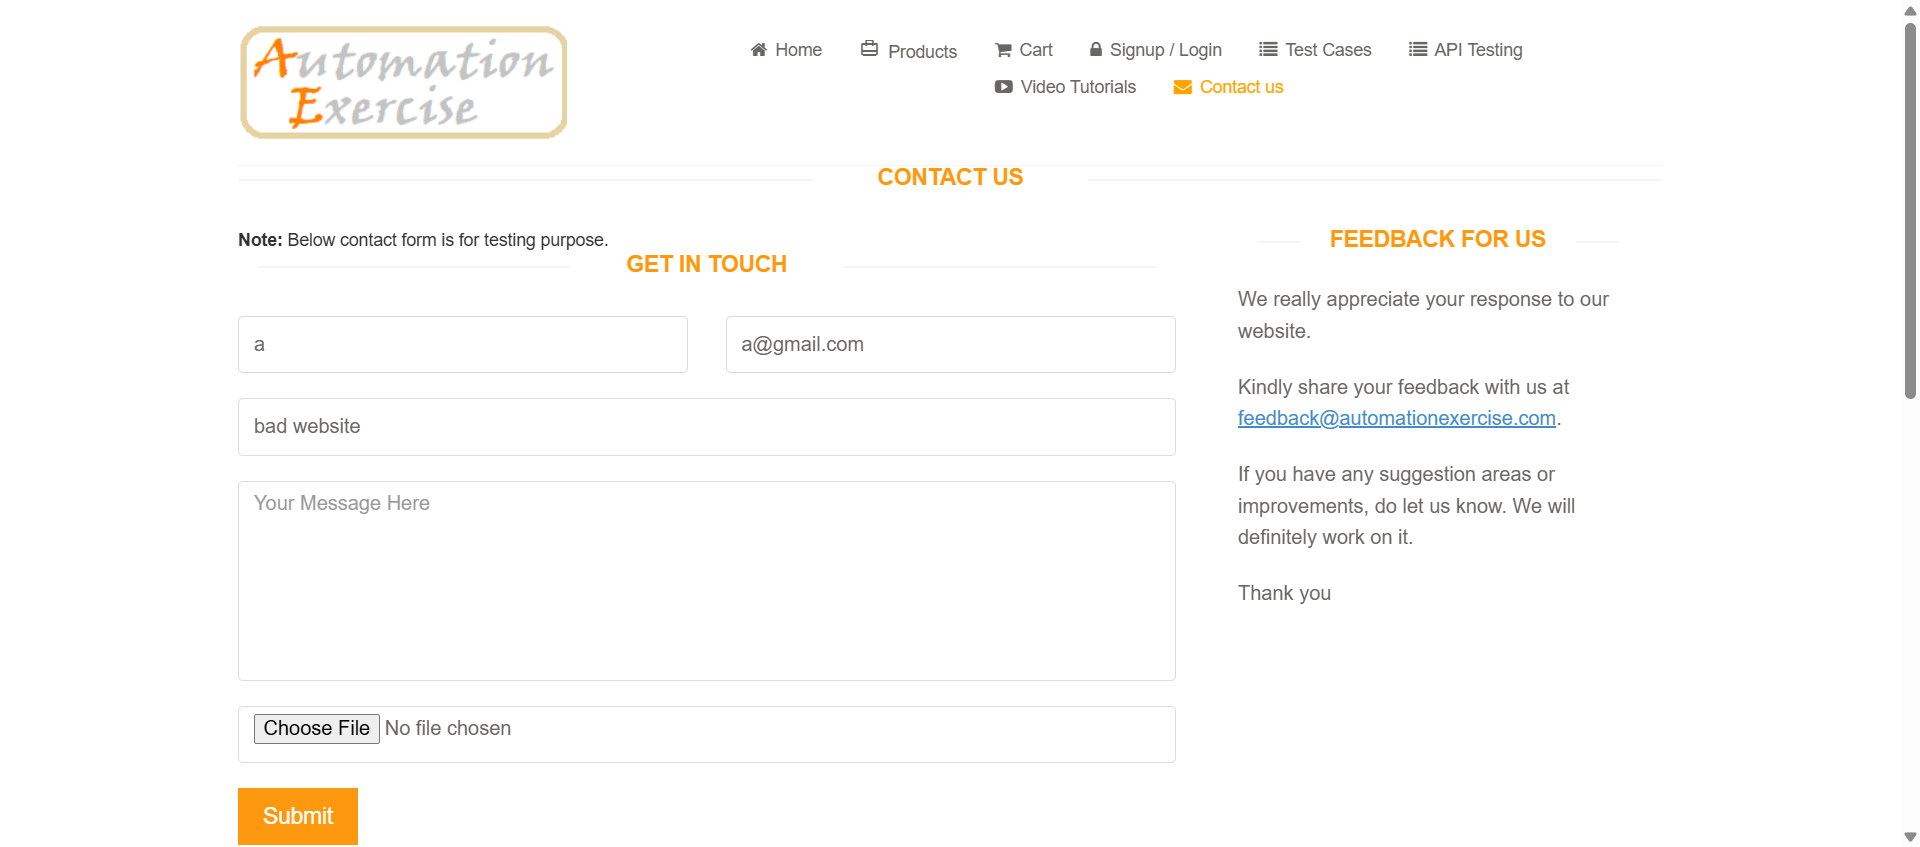 Automation
Exercise
Home
Products
Cart
Signup / Login
Test Cases
API Testing
Video Tutorials
Contact us
CONTACT US
Note: Below contact form is for testing purpose.
GET IN TOUCH
a
a@gmail.com
bad website
Your Message Here
Choose File No file chosen
Submit
FEEDBACK FOR US
We really appreciate your response to our
website.
Kindly share your feedback with us at
feedback@automationexercise.com.
If you have any suggestion areas or
improvements, do let us know. We will
definitely work on it.
Thank you